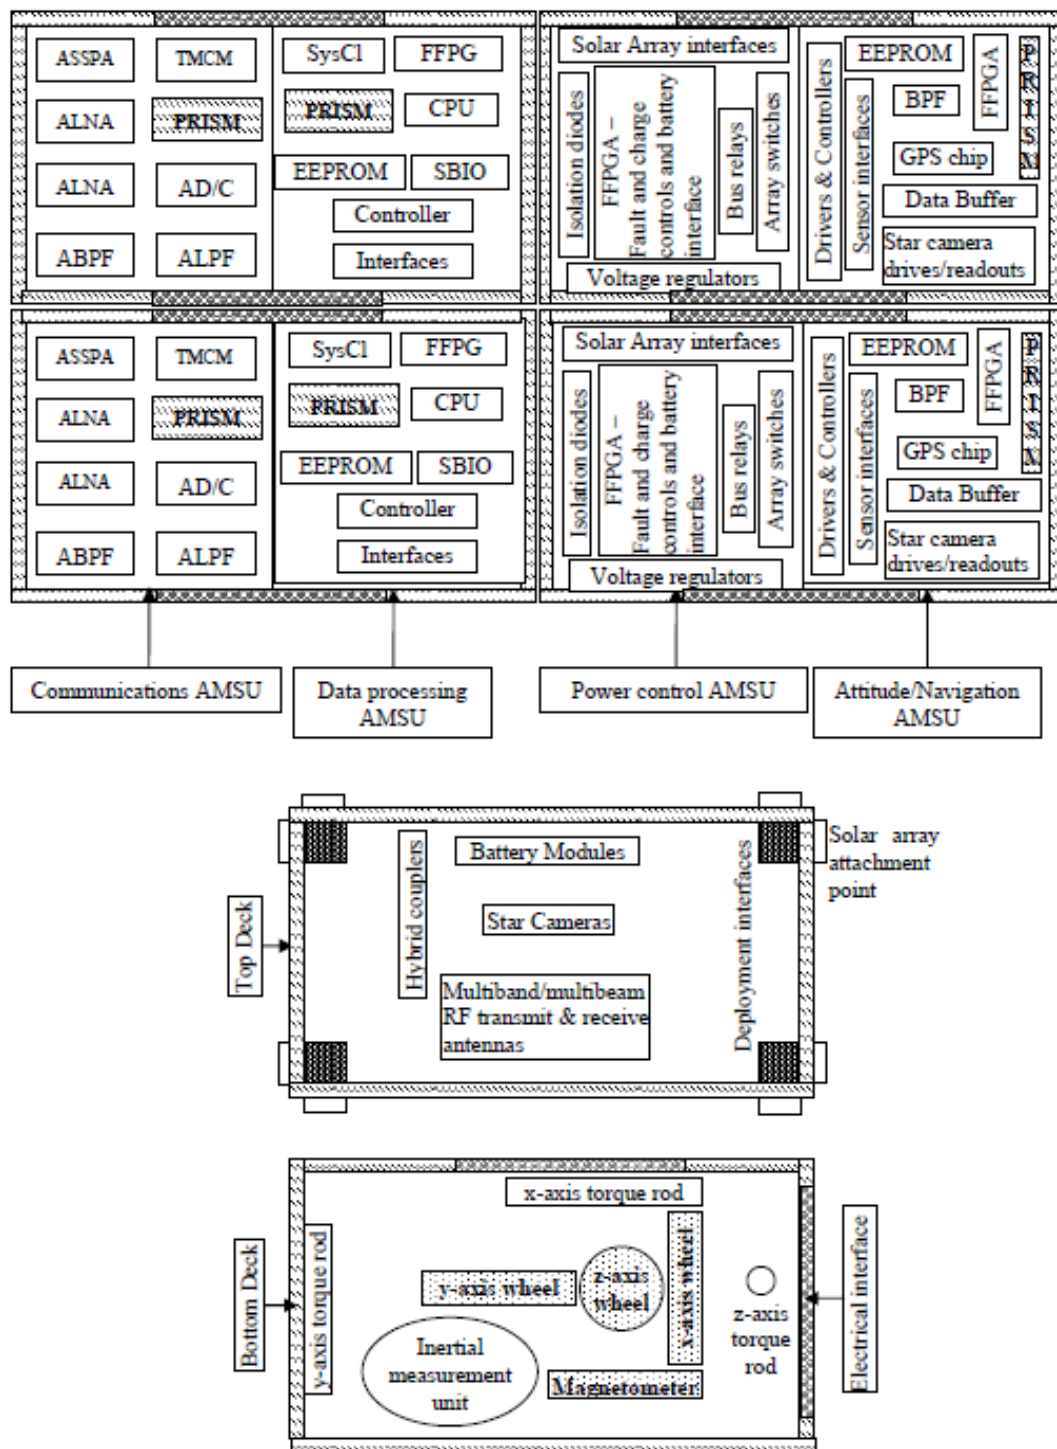 ASSPA
TMCM
ALNA
PRISM
ALNA
AD/C
ABPF
ALPF
SysCl
FFPG
PRISM
CPU
EEPROM
SBIO
Controller
Interfaces
Solar Array interfaces
Isolation diodes
FFPGA –
Fault and charge
controls and battery
interface
Bus relays
Array switches
Voltage regulators
Drivers & Controllers
Sensor interfaces
EEPROM
BPF
FFPGA
PRISM
GPS chip
Data Buffer
Star camera
drives/readouts
ASSPA
TMCM
ALNA
PRISM
ALNA
AD/C
ABPF
ALPF
SysCl
FFPG
PRISM
CPU
EEPROM
SBIO
Controller
Interfaces
Solar Array interfaces
Isolation diodes
FFPGA –
Fault and charge
controls and battery
interface
Bus relays
Array switches
Voltage regulators
Drivers & Controllers
Sensor interfaces
EEPROM
BPF
FFPGA
PRISM
GPS chip
Data Buffer
Star camera
drives/readouts
Communications AMSU
Data processing
AMSU
Power control AMSU
Attitude/Navigation
AMSU
Top Deck
Hybrid couplers
Battery Modules
Star Cameras
Multiband/multibeam
RF transmit & receive
antennas
Deployment interfaces
Solar array
attachment
point
Bottom Deck
y-axis torque rod
x-axis torque rod
y-axis wheel
z-axis
wheel
x-axis wheel
z-axis
torque
rod
Inertial
measurement
unit
Magnetometer
Electrical interface